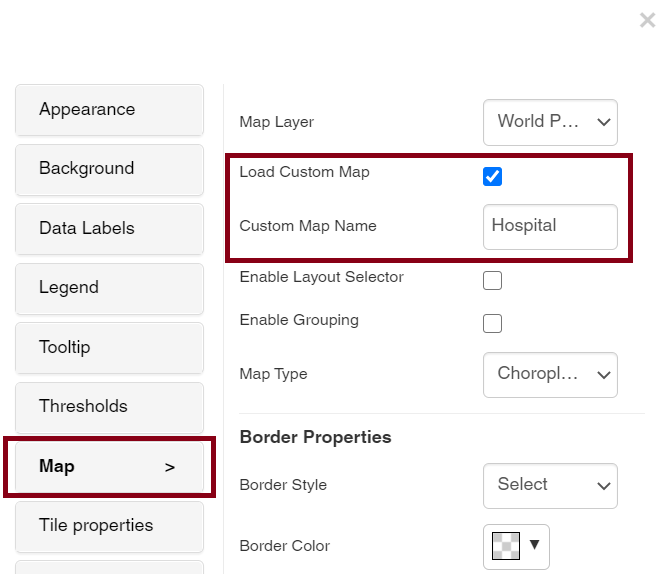 ×
Appearance
Background
Data Labels
Legend
Tooltip
Thresholds
Map >
Tile properties
Map Layer World P...
Load Custom Map
Custom Map Name Hospital
Enable Layout Selector
Enable Grouping
Map Type Choropl...
Border Properties
Border Style Select
Border Color